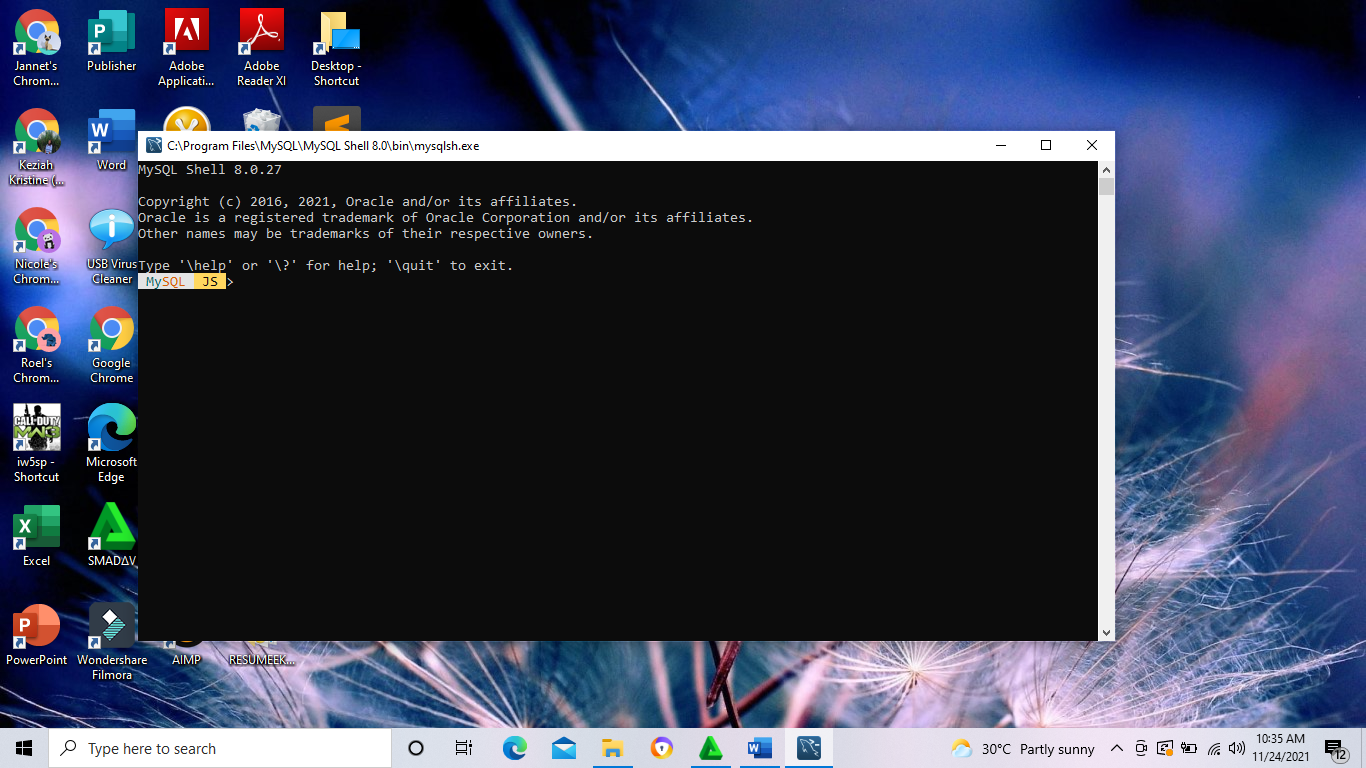 Jannet's
Chrom...
Publisher
Adobe
Applicati...
Adobe
Reader XI
Desktop -
Shortcut
Keziah
Kristine (...
Word
Nicole's
Chrom...
USB Virus
Cleaner
Roel's
Chrom...
Google
Chrome
CALL OF DUTY
MW3
iw5sp -
Shortcut
Microsoft
Edge
Excel
SMADΔV
PowerPoint
Wondershare
Filmora
AIMP
RESUMEEK...
C:\Program Files\MySQL\MySQL Shell 8.0\bin\mysqlsh.exe
MySQL Shell 8.0.27
Copyright (c) 2016, 2021, Oracle and/or its affiliates.
Oracle is a registered trademark of Oracle Corporation and/or its affiliates.
Other names may be trademarks of their respective owners.
Type '\help' or '\?' for help; '\quit' to exit.
MySQL JS >
Type here to search
30°C Partly sunny
10:35 AM
11/24/2021
12